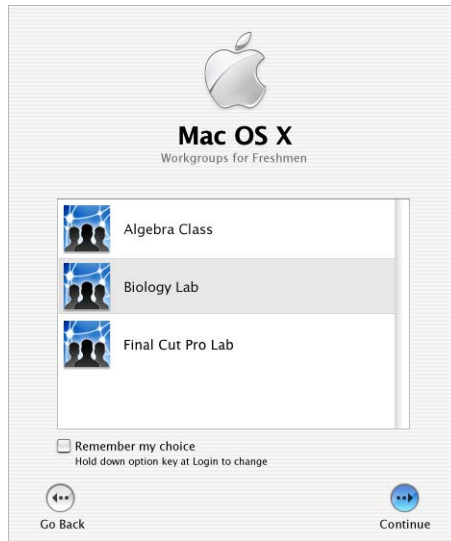 Mac OS X
Workgroups for Freshmen
Algebra Class
Biology Lab
Final Cut Pro Lab
Remember my choice
Hold down option key at Login to change
Go Back
Continue